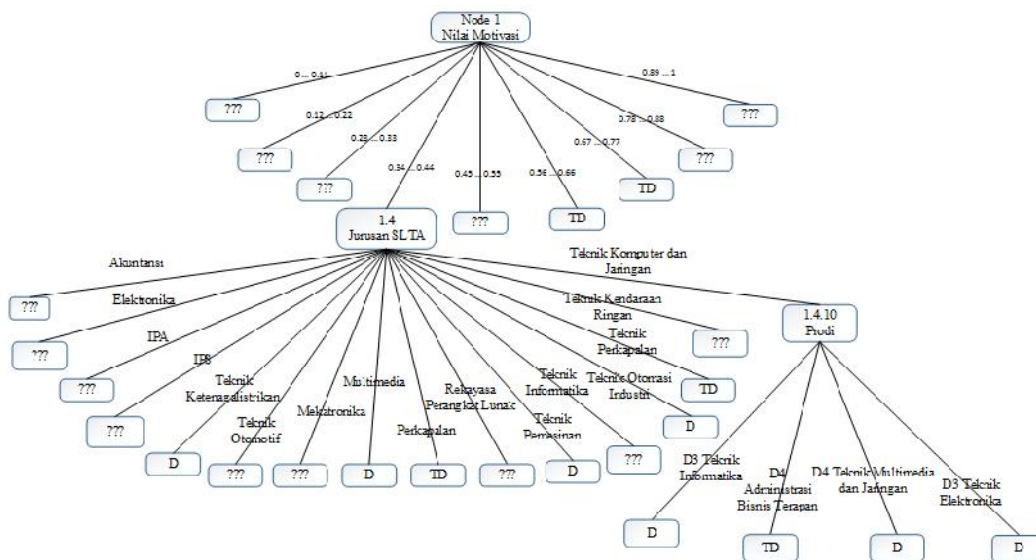 Node 1
Nilai Motivasi
0.89 ... 1
???
???
0.12 ... 0.22
0.78 ... 0.88
0.23 ... 0.33
0.67 ... 0.77
???
???
0.34 ... 0.44
0.45 ... 0.55
0.56 ... 0.66
???
TD
1.4
Jurusan SLTA
???
TD
Teknik Komputer dan
Jaringan
Akuntansi
???
Elektronika
Teknik Kendaraan
Ringan
1.4.10
Prodi
???
IPA
Teknik
Perkapalan
???
IPS
???
Teknik
Ketenagalistrikan
Multimedia
Rekayasa
Perangkat Lunak
Teknik
Informatika
Teknik Otomasi
Industri
TD
???
Teknik
Otomotif
Mekatronika
Perkapalan
Teknik
Pemesinan
D
D
???
???
D
TD
???
D
???
D3 Teknik
Informatika
D4
Administrasi
Bisnis Terapan
D4 Teknik Multimedia
dan Jaringan
D3 Teknik
Elektronika
D
TD
D
D